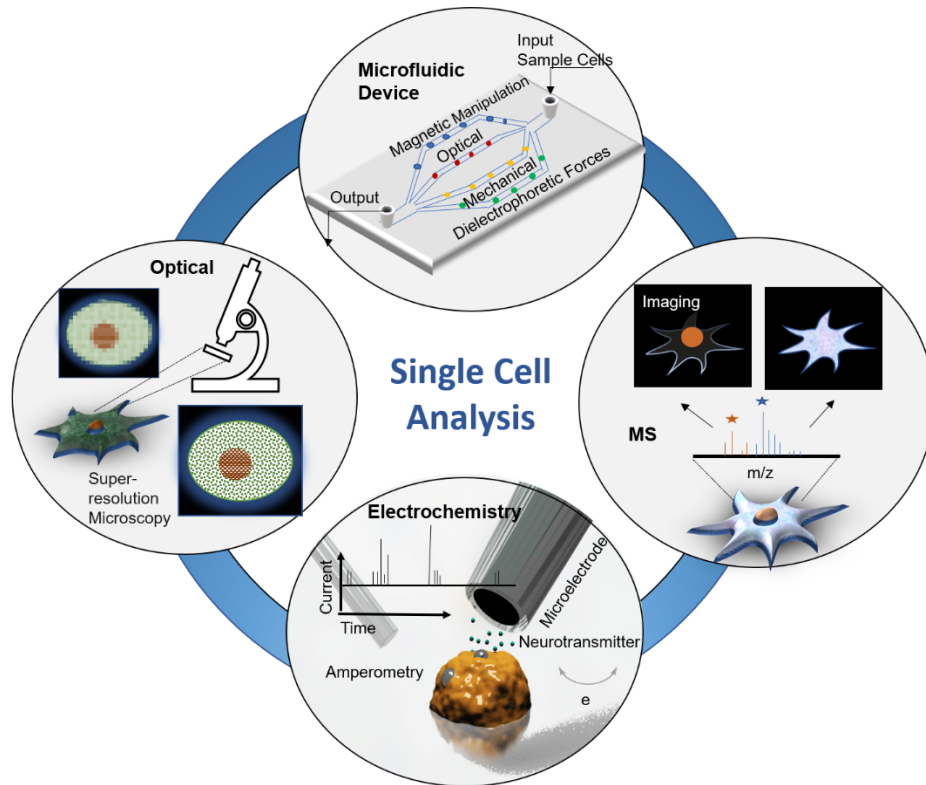 Input
Sample Cells
Microfluidic
Device
Magnetic Manipulation
Optical
Mechanical
Dielectrophoretic Forces
Output
Optical
Super-
resolution
Microscopy
Single Cell
Analysis
Imaging
MS
m/z
Electrochemistry
Current
Time
Microelectrode
Neurotransmitter
Amperometry
e